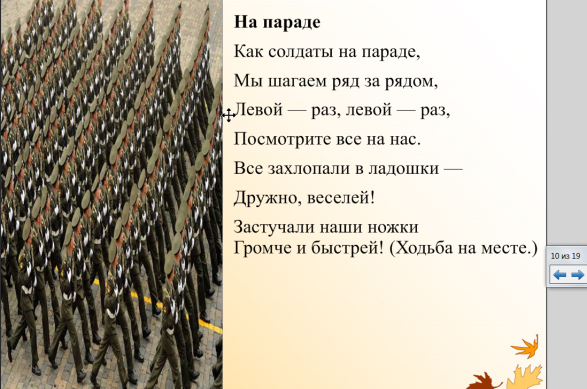 На параде
Как солдаты на параде,
Мы шагаем ряд за рядом,
Левой — раз, левой — раз,
Посмотрите все на нас.
Все захлопали в ладошки —
Дружно, веселей!
Застучали наши ножки
Громче и быстрей! (Ходьба на месте.)
10 из 19